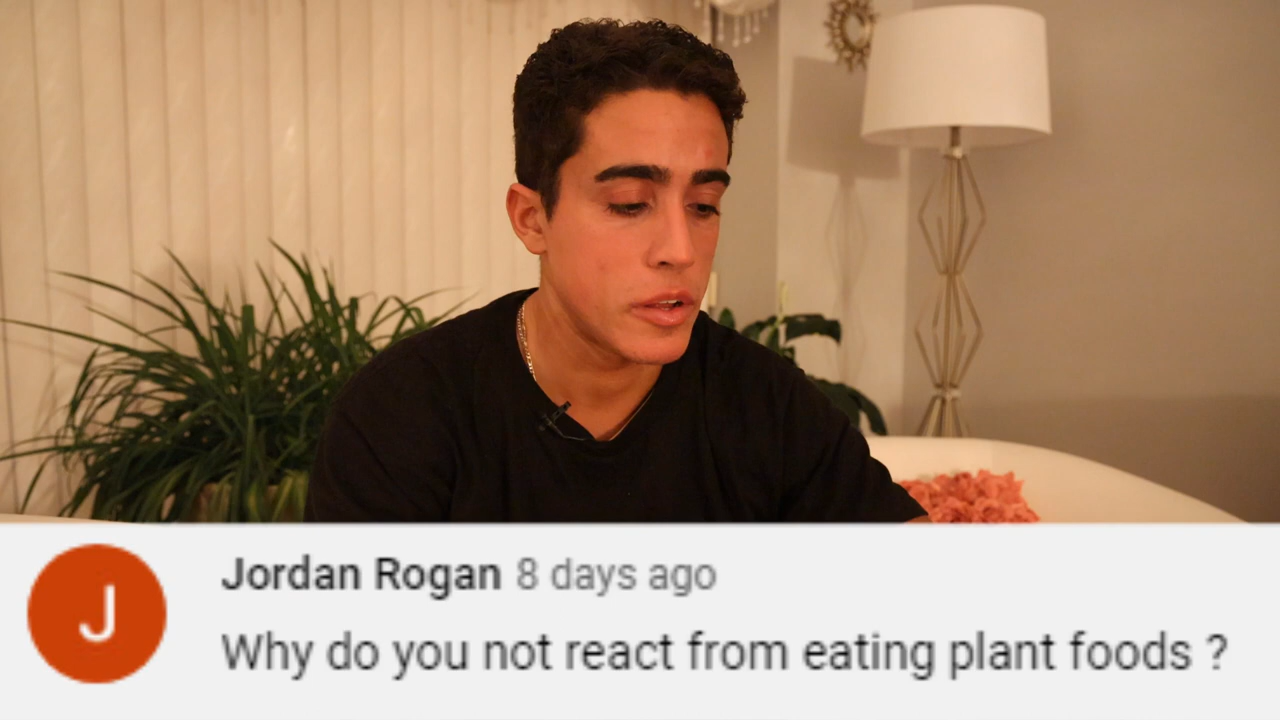 J
Jordan Rogan 8 days ago
Why do you not react from eating plant foods ?